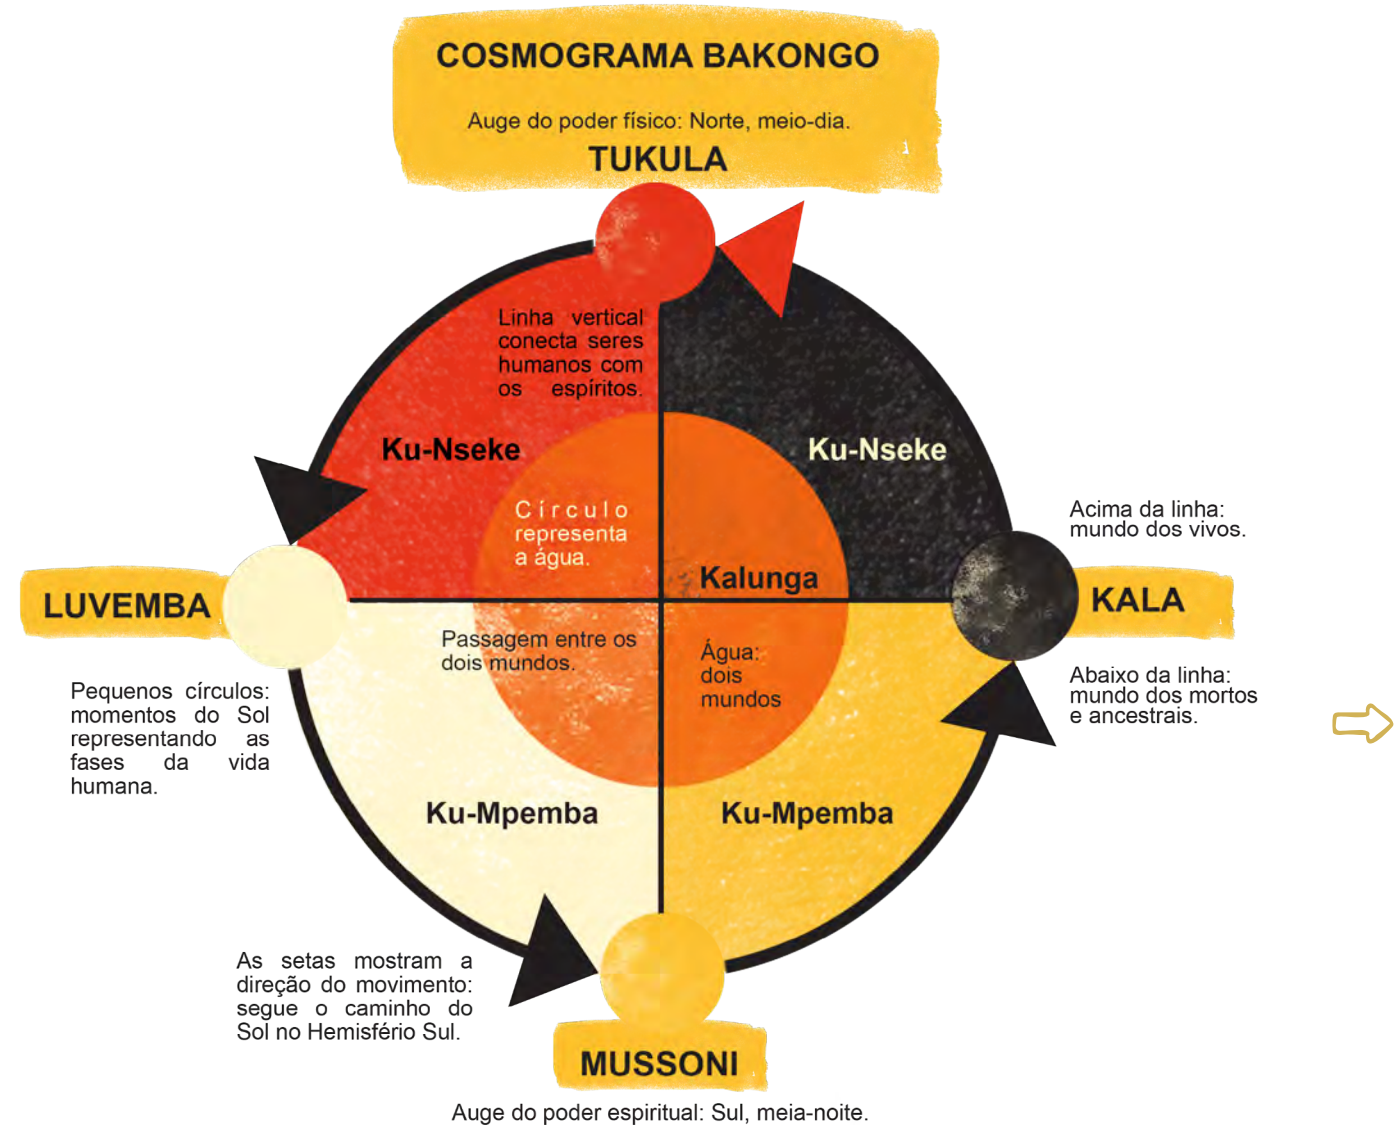 COSMOGRAMA BAKONGO
Auge do poder físico: Norte, meio-dia.
TUKULA
Linha vertical
conecta seres
humanos com
os espíritos.
Ku-Nseke
Ku-Nseke
Círculo
representa
a água.
Kalunga
Acima da linha:
mundo dos vivos.
LUVEMBA
KALA
Passagem entre os
dois mundos.
Água:
dois
mundos
Abaixo da linha:
mundo dos mortos
e ancestrais.
Pequenos círculos:
momentos do Sol
representando as
fases da vida
humana.
Ku-Mpemba
Ku-Mpemba
As setas mostram a
direção do movimento:
segue o caminho do
Sol no Hemisfério Sul.
MUSSONI
Auge do poder espiritual: Sul, meia-noite.